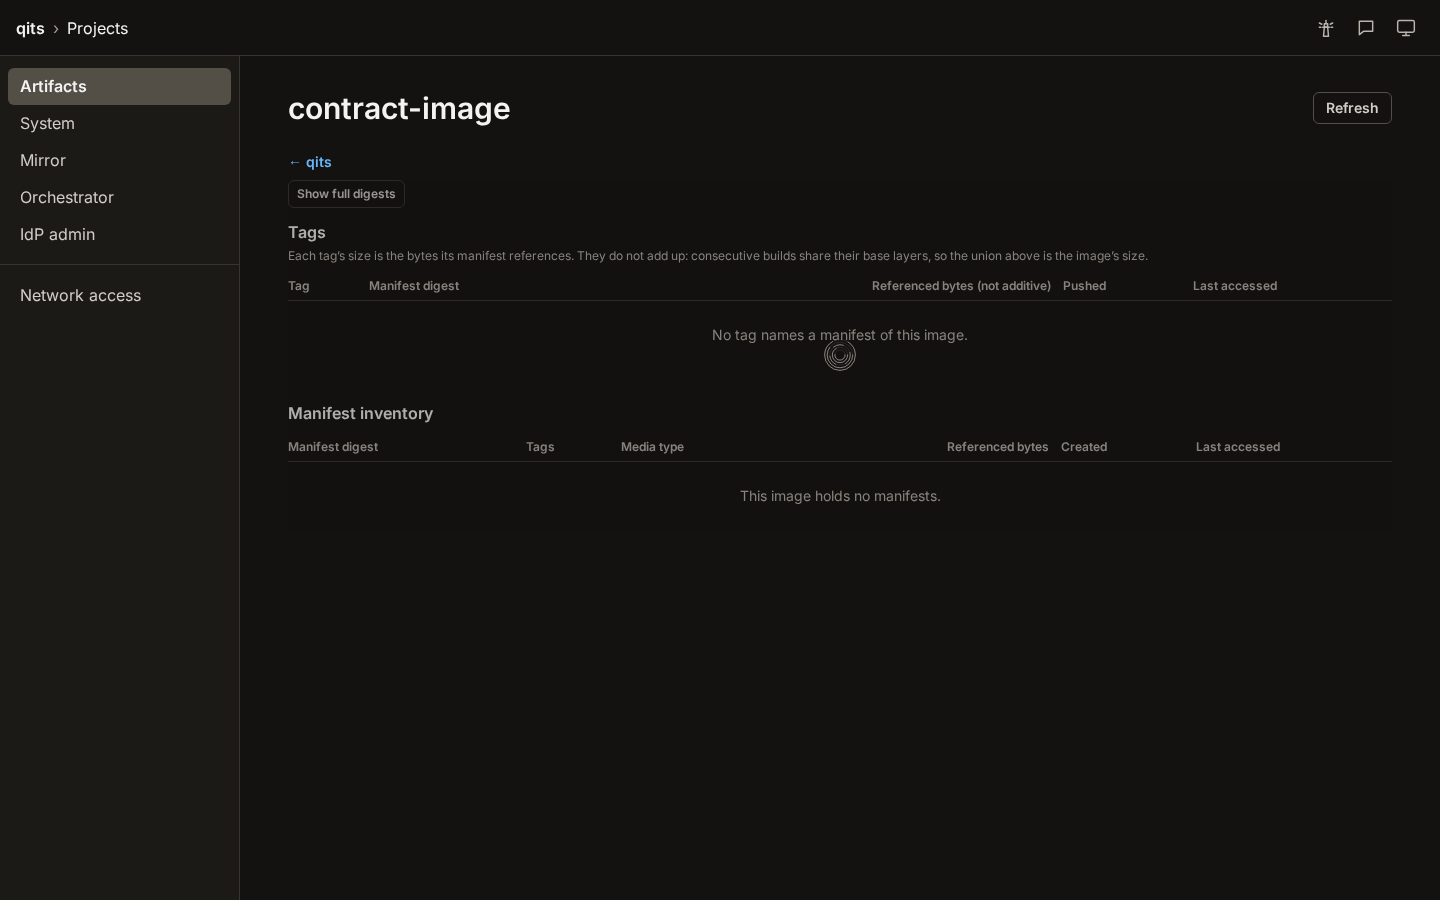 qits › Projects
Artifacts
System
Mirror
Orchestrator
IdP admin
Network access
contract-image
Refresh
← qits
Show full digests
Tags
Each tag’s size is the bytes its manifest references. They do not add up: consecutive builds share their base layers, so the union above is the image’s size.
Tag Manifest digest Referenced bytes (not additive) Pushed Last accessed
No tag names a manifest of this image.
Manifest inventory
Manifest digest Tags Media type Referenced bytes Created Last accessed
This image holds no manifests.